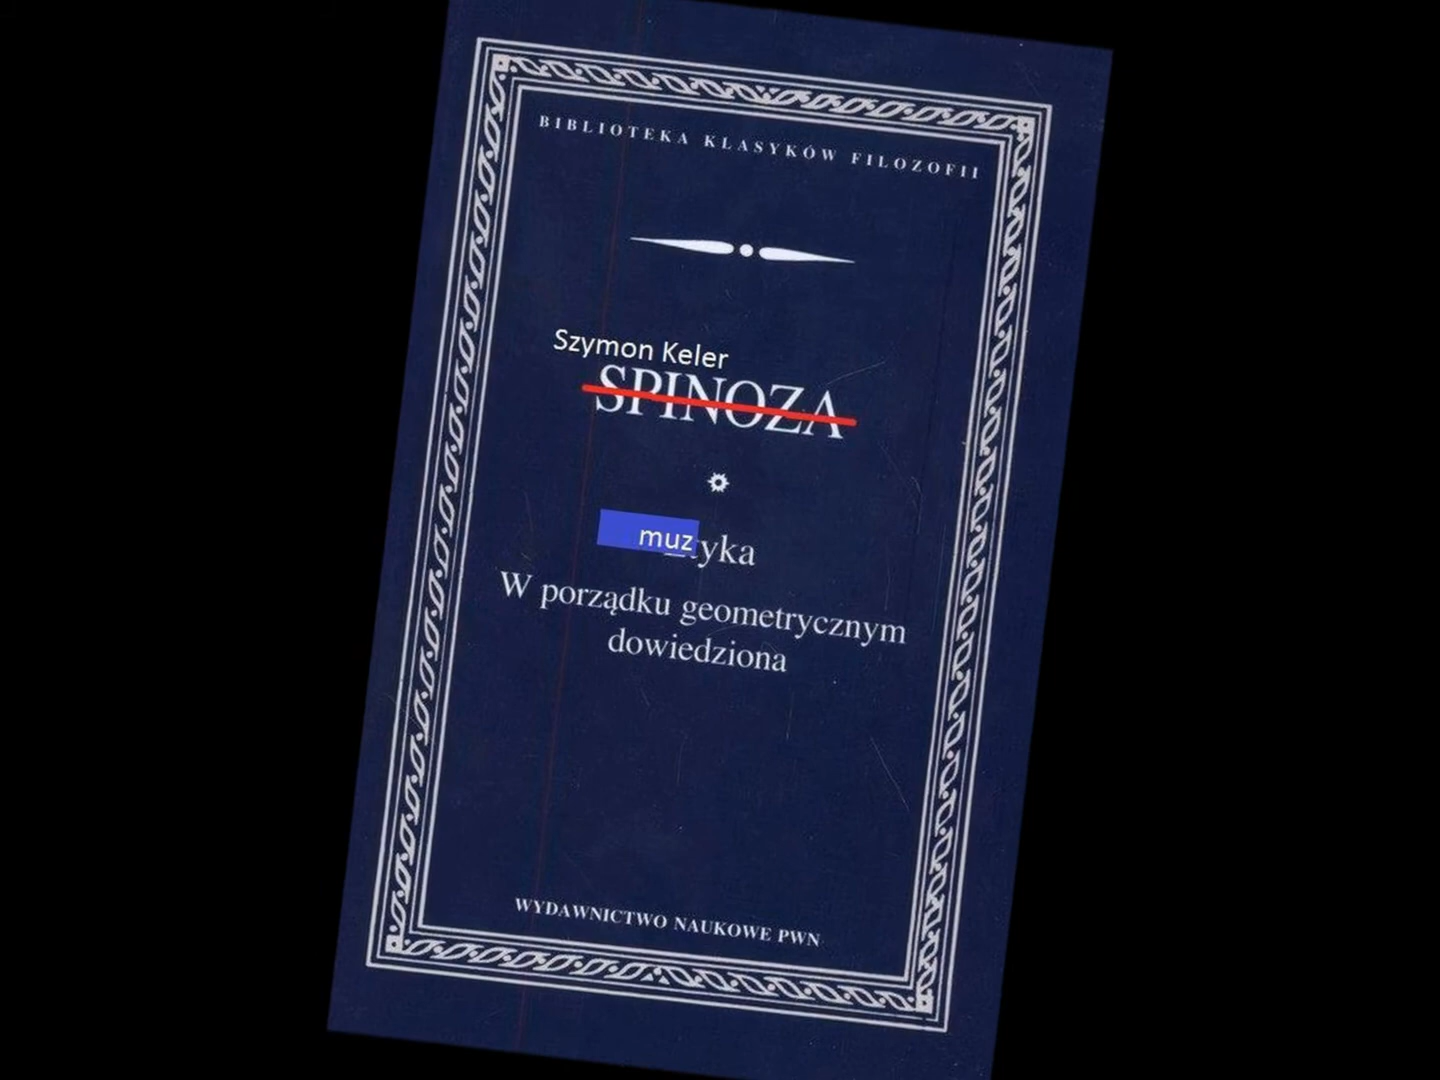 BIBLIOTEKA KLASYKÓW FILOZOFII
Szymon Keler
SPINOZA
muzyka
W porządku geometrycznym
dowiedziona
WYDAWNICTWO NAUKOWE PWN